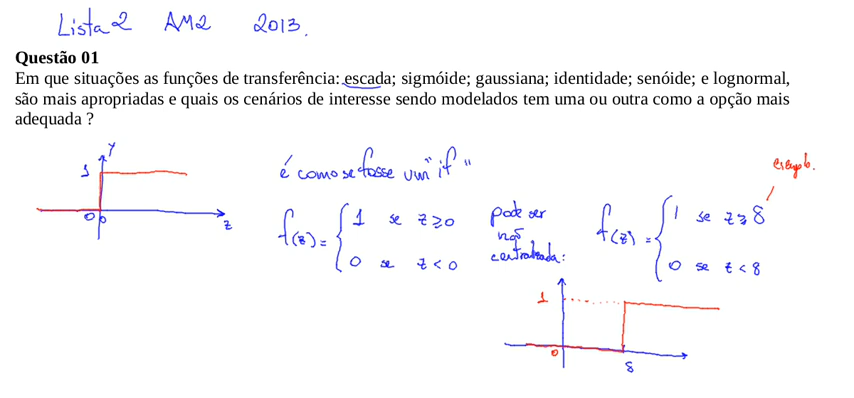 Lista 2 AM2 2013.
Questão 01
Em que situações as funções de transferência: escada; sigmóide; gaussiana; identidade; senóide; e lognormal,
são mais apropriadas e quais os cenários de interesse sendo modelados tem uma ou outra como a opção mais
adequada ?
é como se fosse um "if"
exemplo.
y
1
0 0
z
f(z) = { 1 se z ≥ 0
0 se z < 0
pode ser
não
centralizada:
f(z) = { 1 se z ≥ 8
0 se z < 8
1
0
8